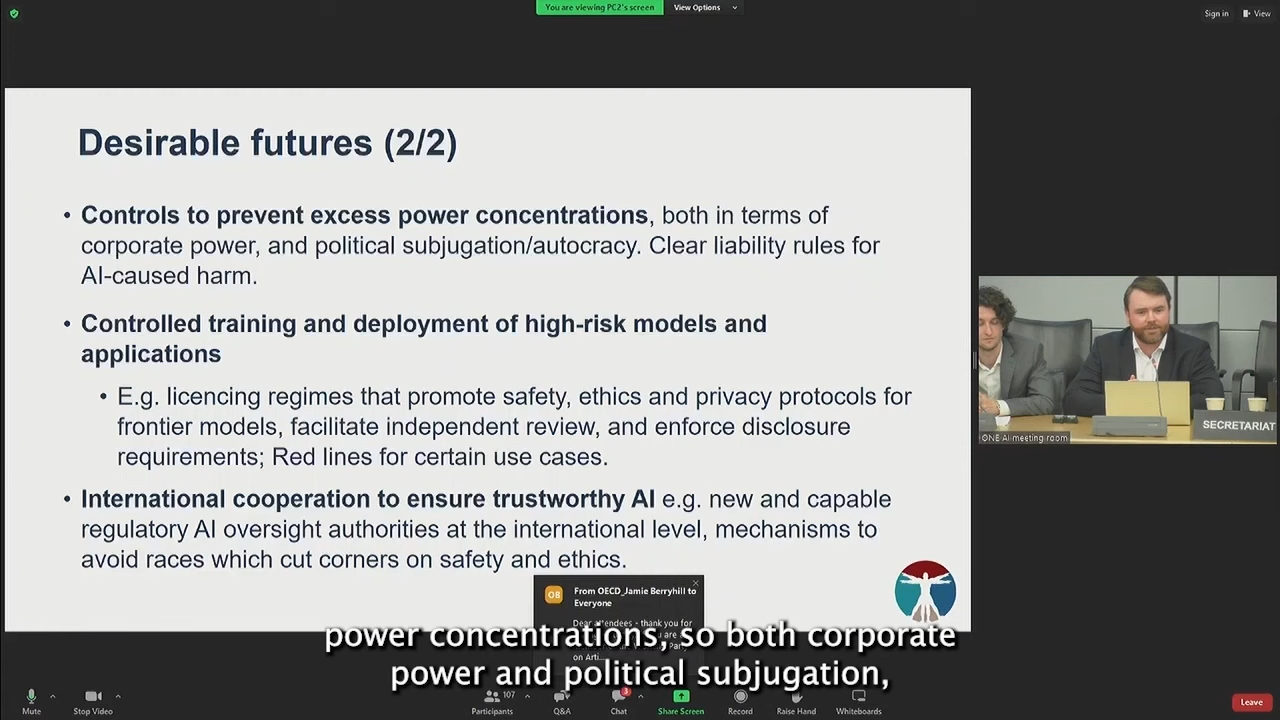 You are viewing PC2's screen
View Options
Sign in
View
Desirable futures (2/2)
• Controls to prevent excess power concentrations, both in terms of
corporate power, and political subjugation/autocracy. Clear liability rules for
AI-caused harm.
• Controlled training and deployment of high-risk models and
applications
• E.g. licencing regimes that promote safety, ethics and privacy protocols for
frontier models, facilitate independent review, and enforce disclosure
requirements; Red lines for certain use cases.
• International cooperation to ensure trustworthy AI e.g. new and capable
regulatory AI oversight authorities at the international level, mechanisms to
avoid races which cut corners on safety and ethics.
SECRETARIAT
ONE AI meeting room
OB
From OECD_Jamie Berryhill to
Everyone
Dear attendees - thank you for
on Arti...
power concentrations, so both corporate
power and political subjugation,
Mute
Stop Video
Participants
107
Q&A
Chat
3
Share Screen
Record
Raise Hand
Whiteboards
Leave